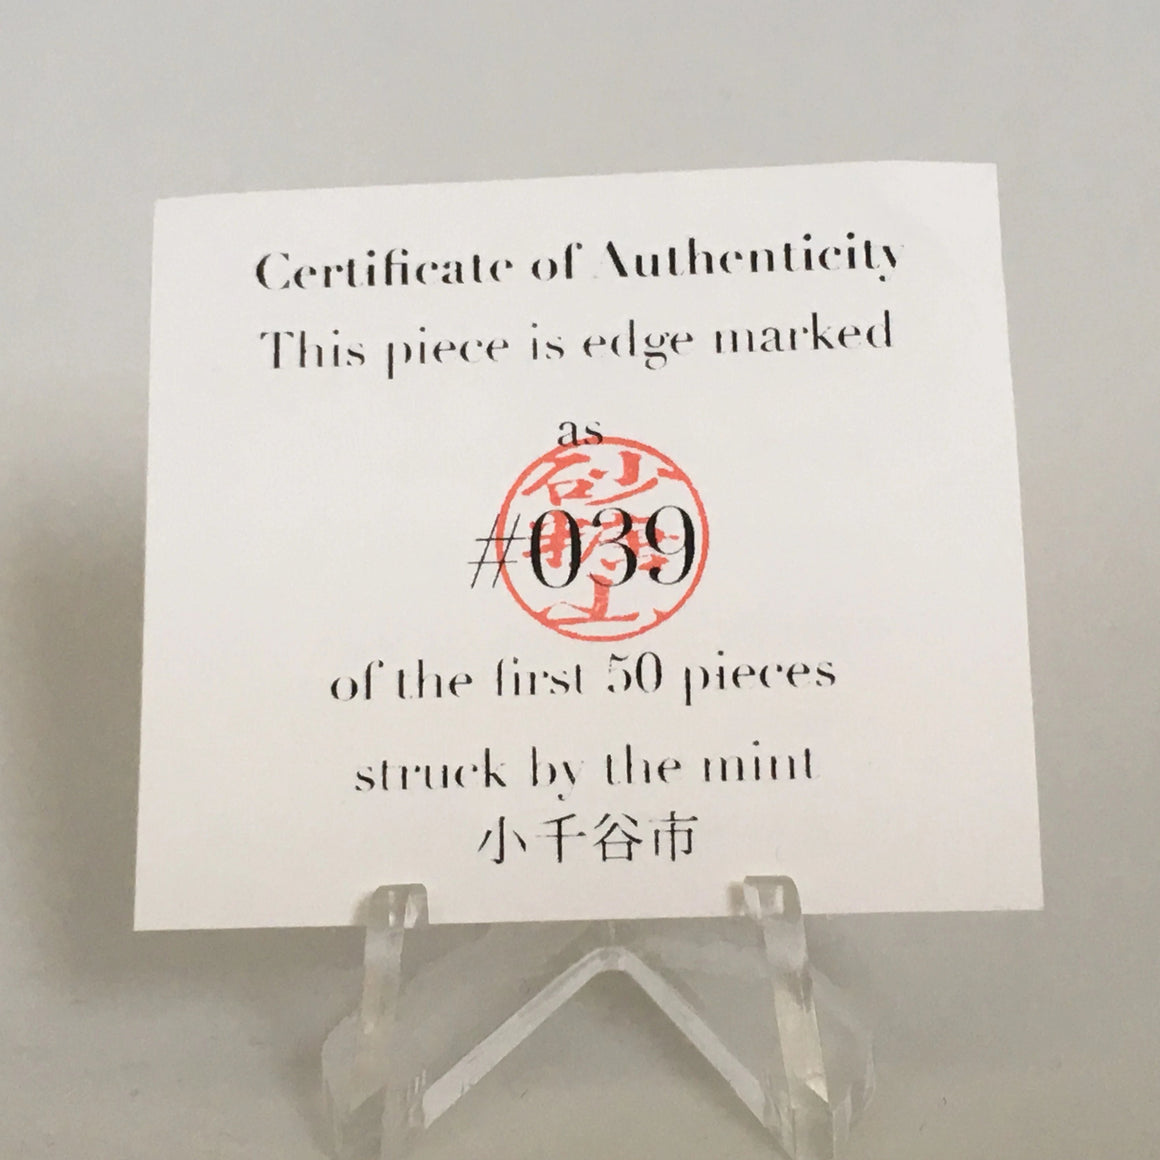 Certificate of Authenticity
This piece is edge marked
as
#039
of the first 50 pieces
struck by the mint
小千谷市